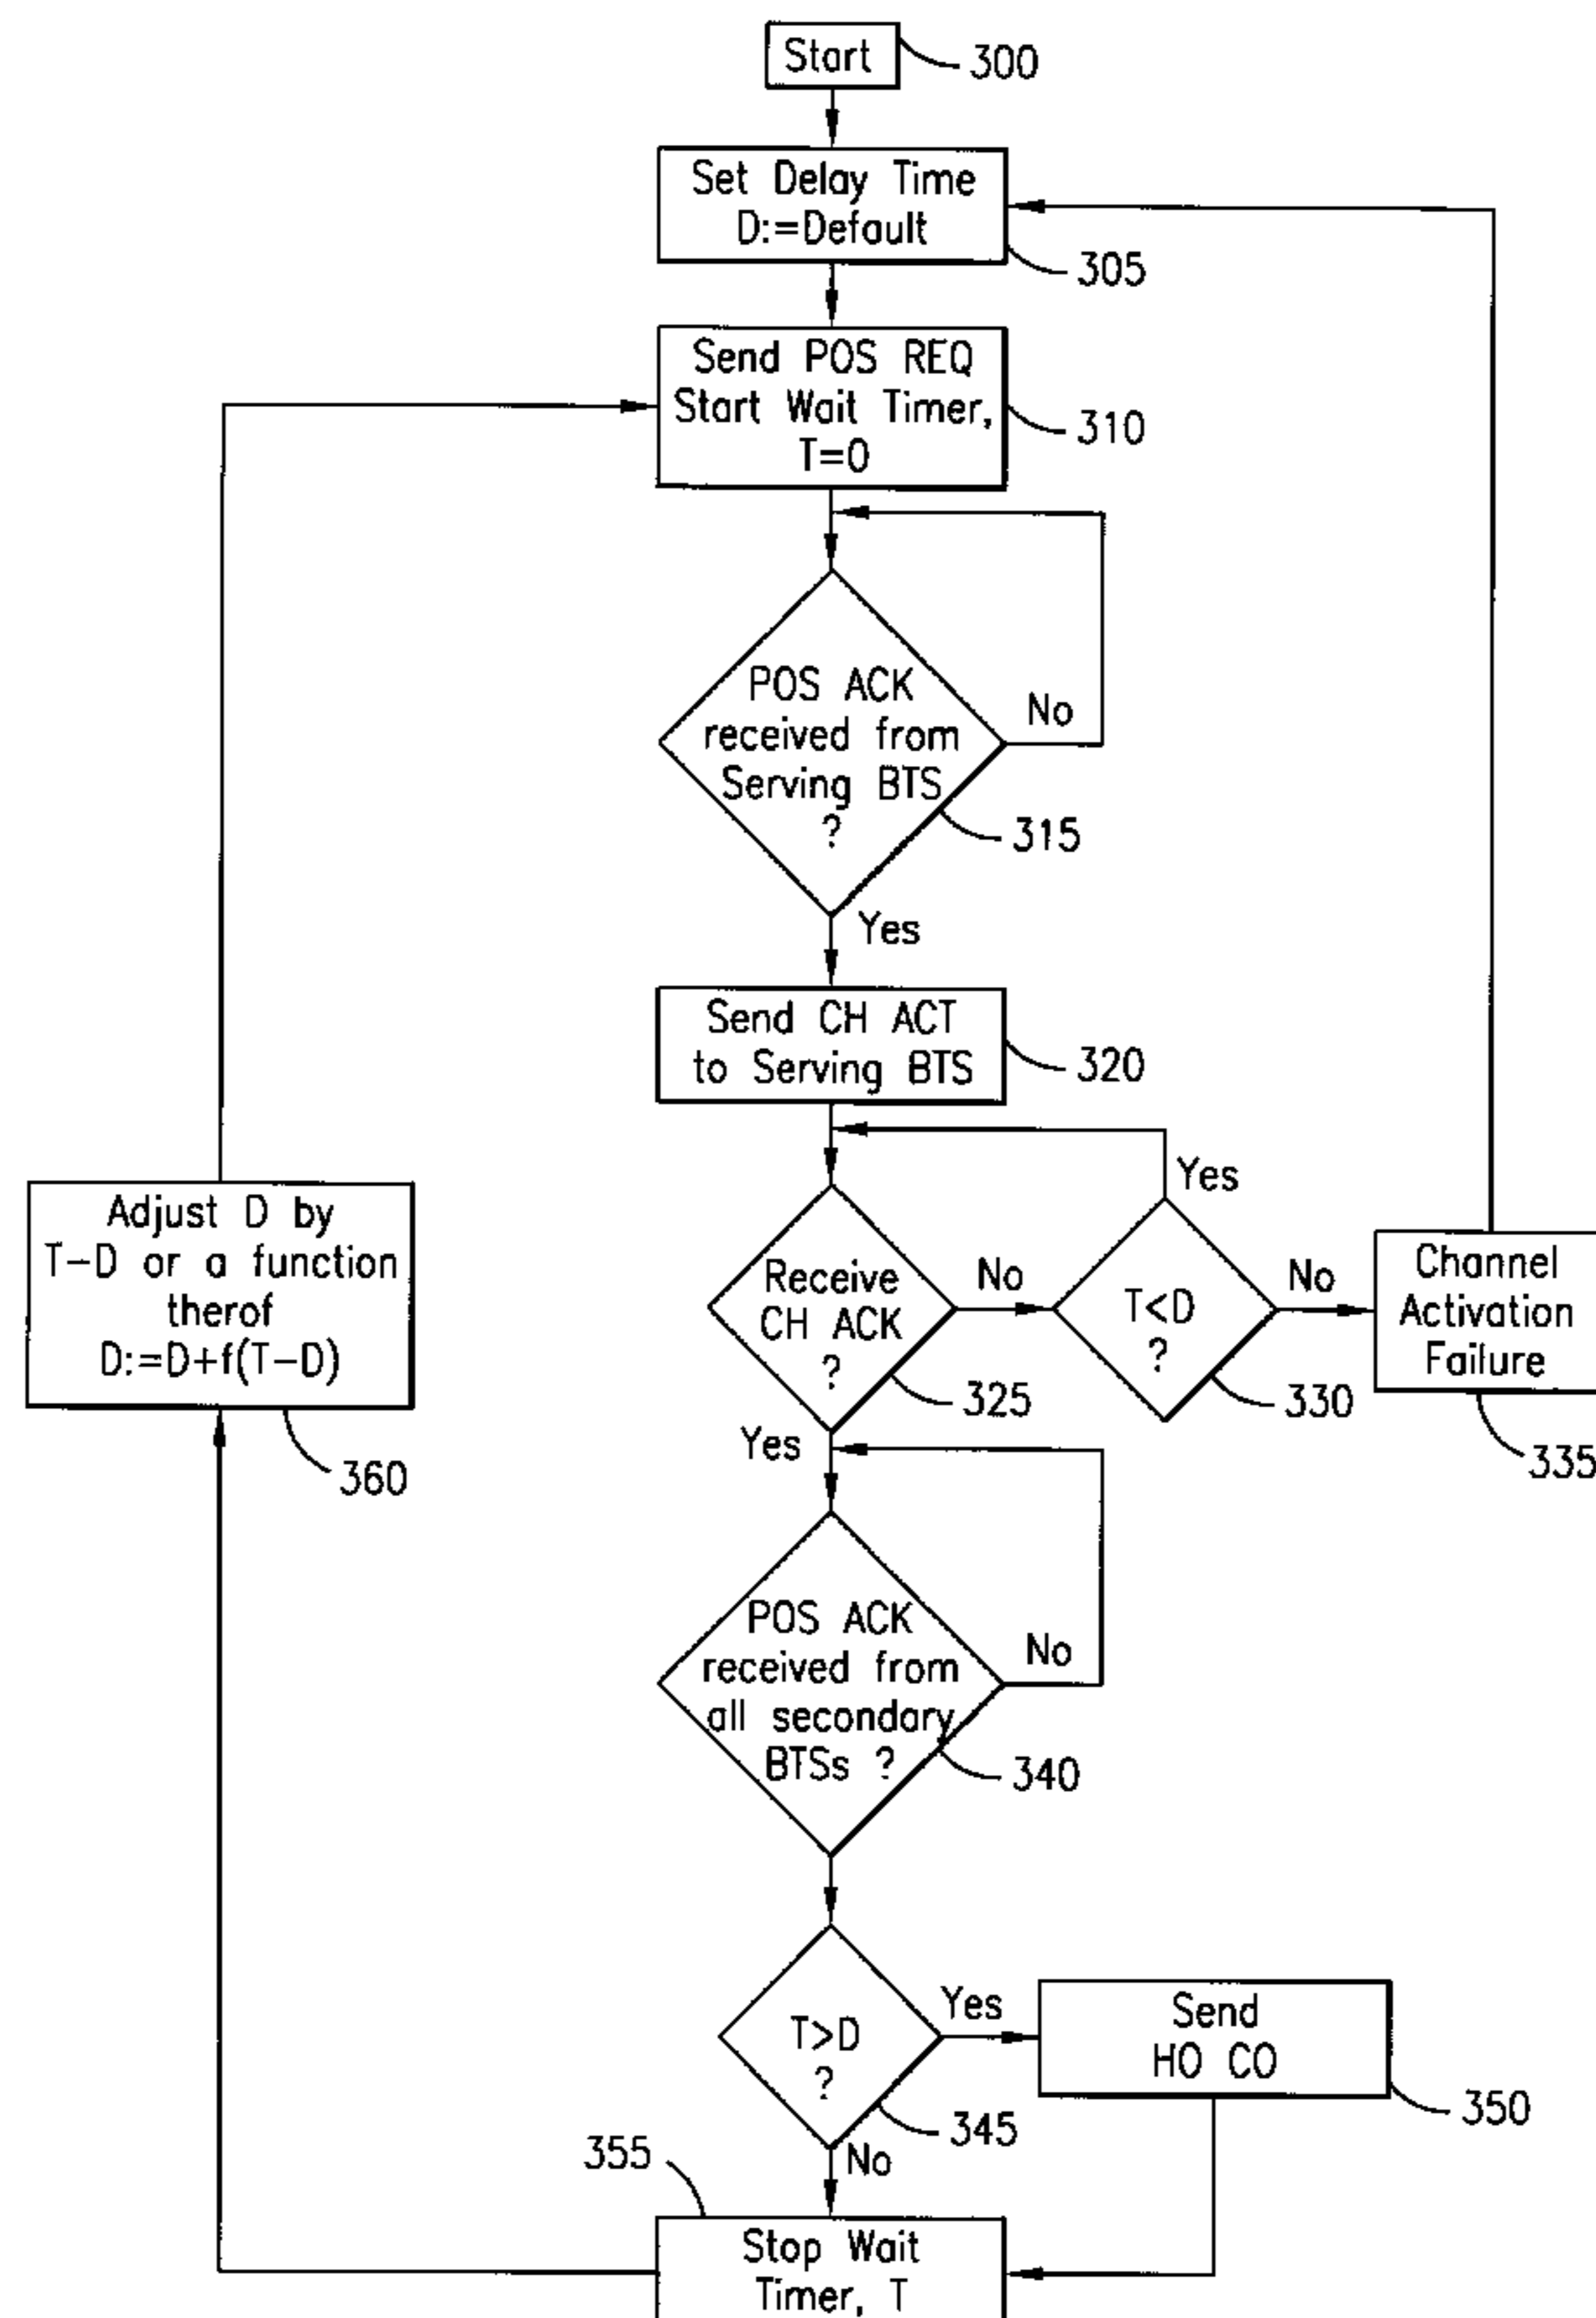 Start
300
Set Delay Time
D:=Default
305
Send POS REQ
Start Wait Timer,
T=0
310
POS ACK
received from
Serving BTS
?
No
315
Yes
Send CH ACT
to Serving BTS
320
Adjust D by
T-D or a function
therof
D:=D+f(T-D)
360
Receive
CH ACK
?
325
No
Yes
T<D
?
330
Yes
No
Channel
Activation
Failure
335
POS ACK
received from
all secondary
BTSs ?
340
No
T>D
?
345
Yes
Send
HO CO
350
No
355
Stop Wait
Timer, T